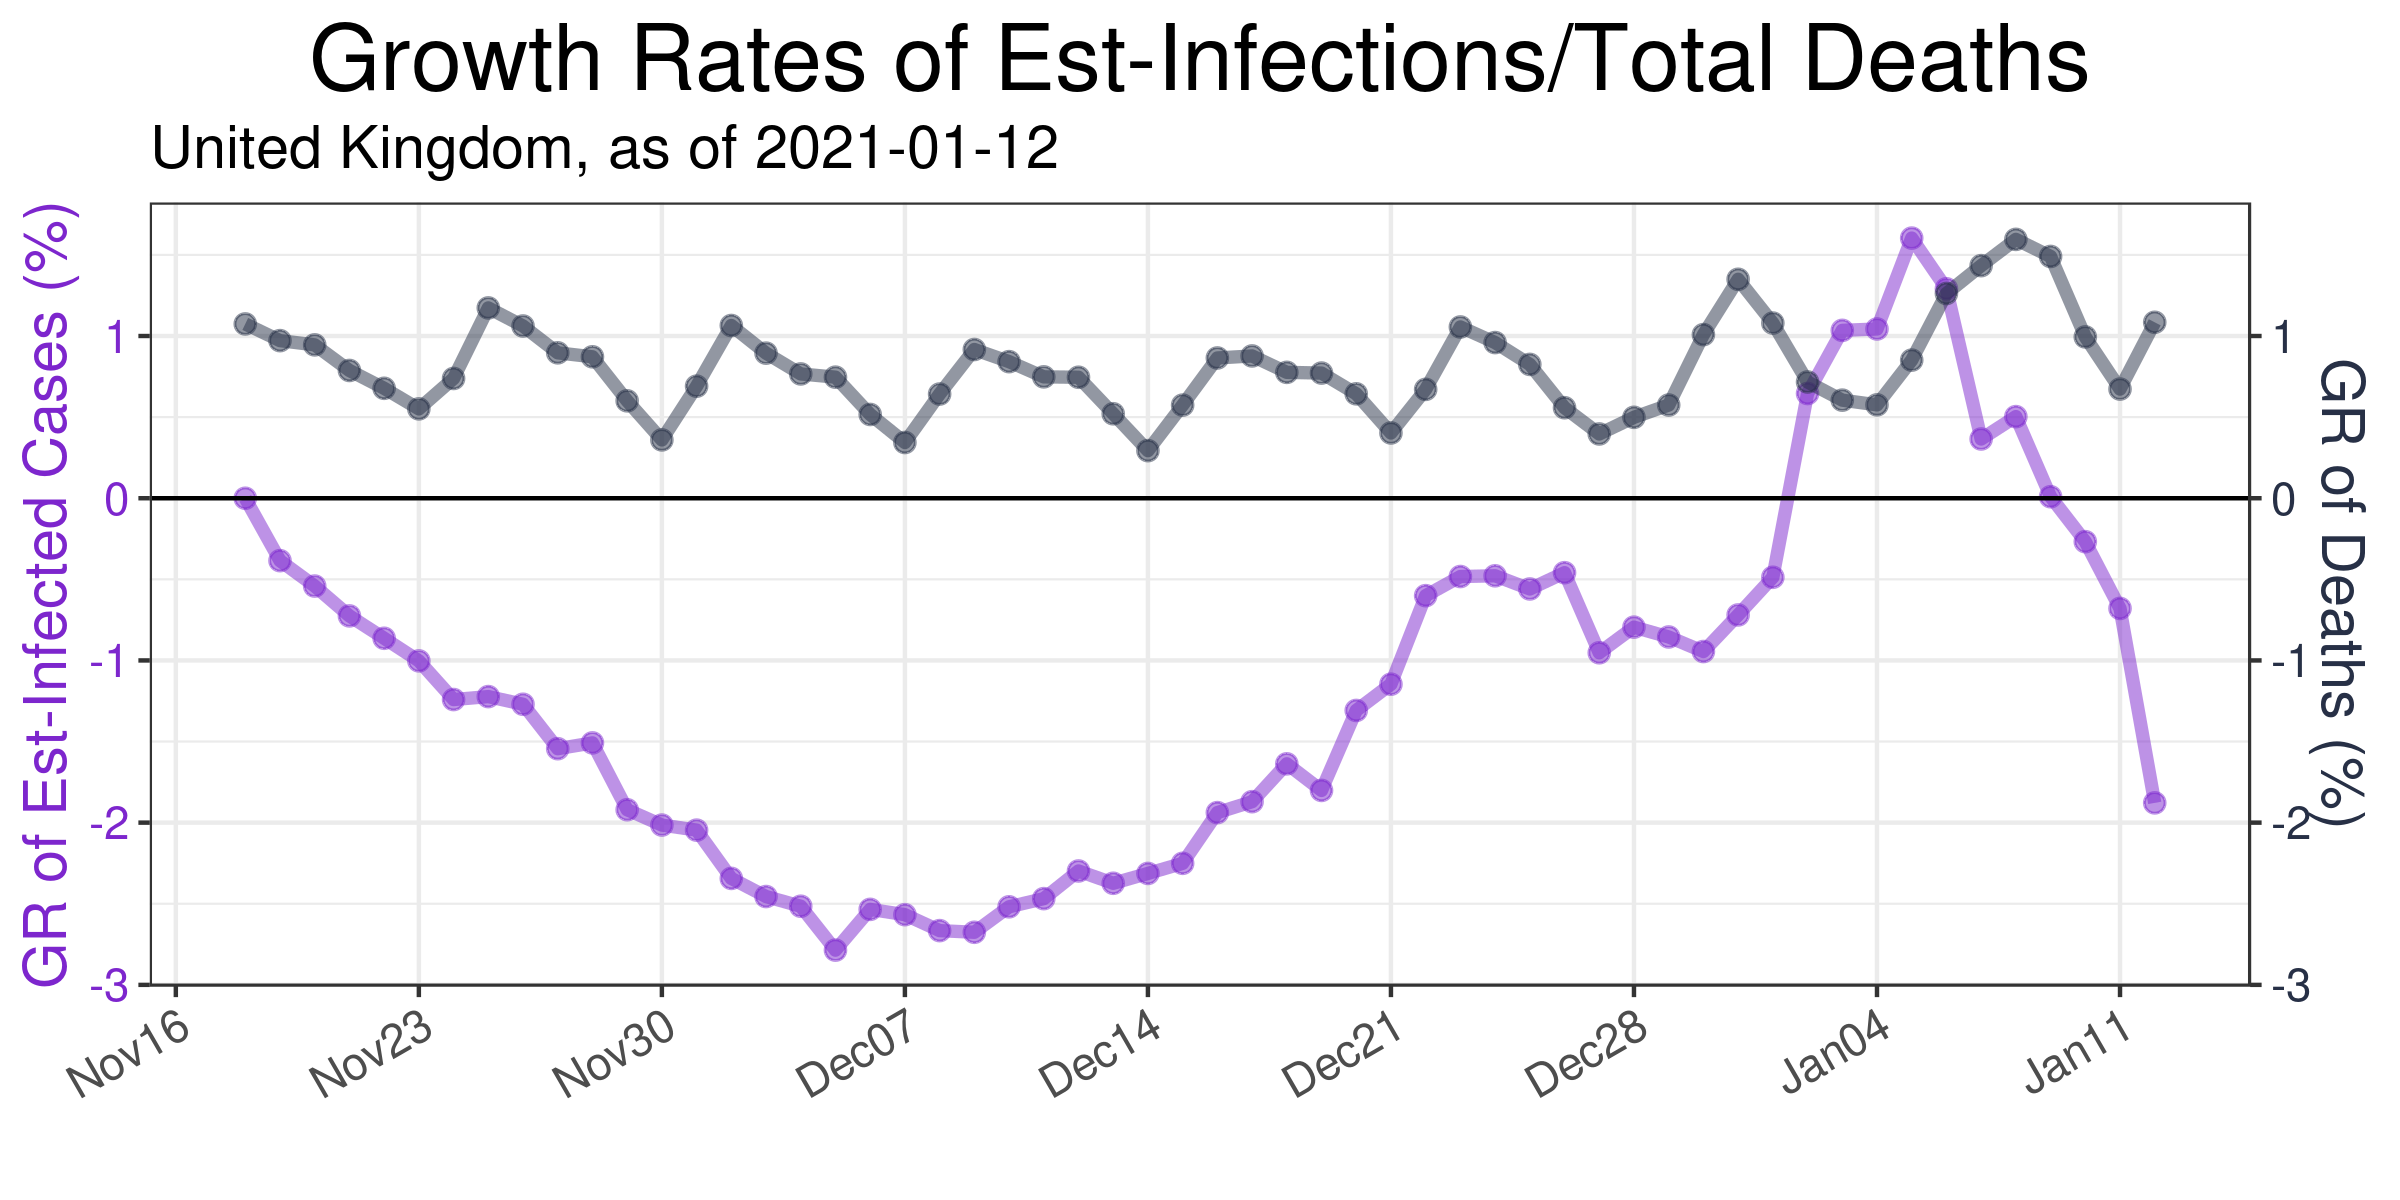 Growth Rates of Est-Infections/Total Deaths
United Kingdom, as of 2021-01-12
GR of Est-Infected Cases (%)
1
0
-1
-2
-3
1
0
-1
-2
-3
GR of Deaths (%)
Nov16
Nov23
Nov30
Dec07
Dec14
Dec21
Dec28
Jan04
Jan11